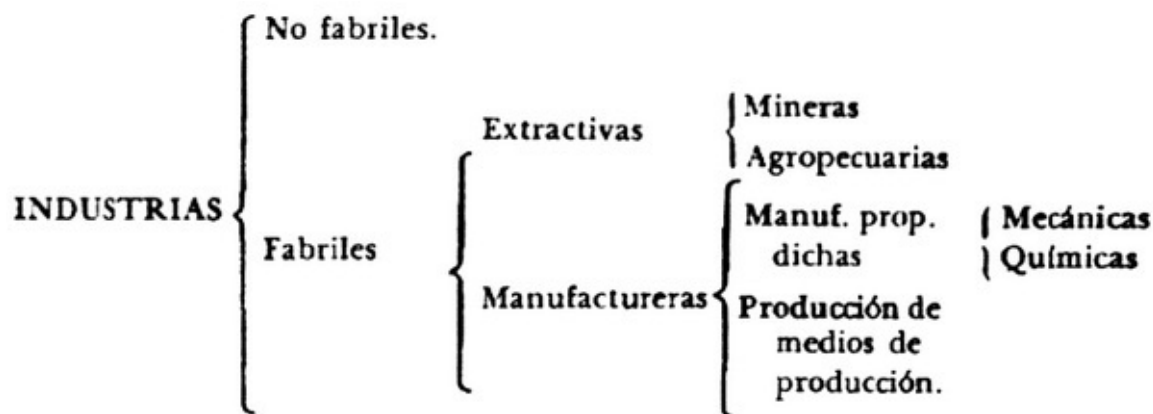 No fabriles.
Extractivas
Mineras
Agropecuarias
INDUSTRIAS
Fabriles
Manuf. prop.
dichas
Mecánicas
Químicas
Manufactureras
Producción de
medios de
producción.